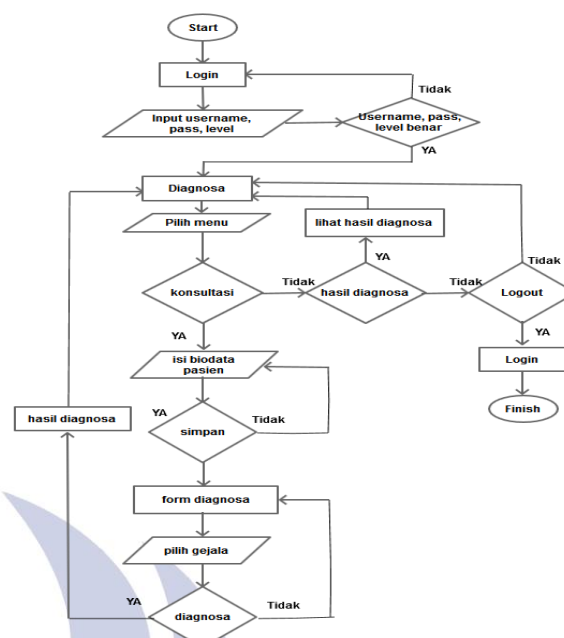 Start
Login
Tidak
Input username,
pass, level
Username, pass,
level benar
YA
Diagnosa
Pilih menu
lihat hasil diagnosa
Tidak
YA
konsultasi
Tidak
hasil diagnosa
Tidak
Logout
YA
YA
isi biodata
pasien
Login
hasil diagnosa
YA
simpan
Tidak
Finish
form diagnosa
pilih gejala
YA
diagnosa
Tidak